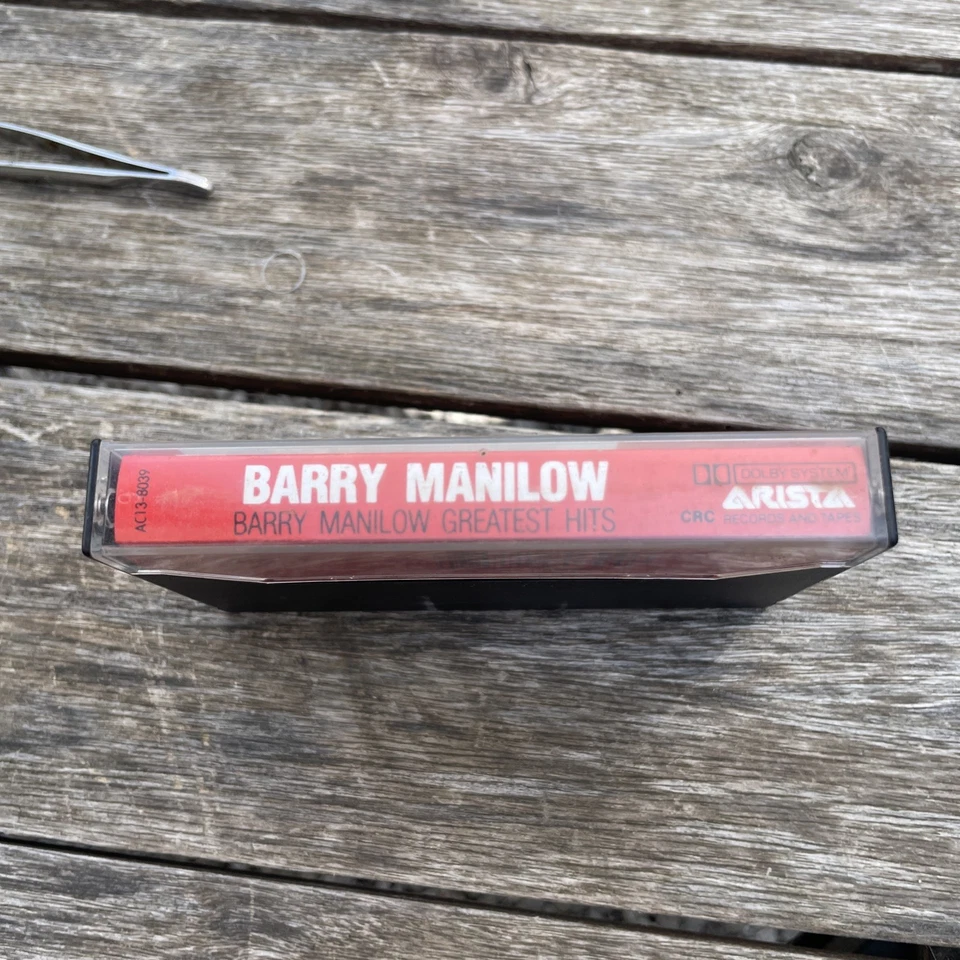 AC13-8039
BARRY MANILOW
BARRY MANILOW GREATEST HITS
DOLBY SYSTEM
ARISTA
CRC RECORDS AND TAPES